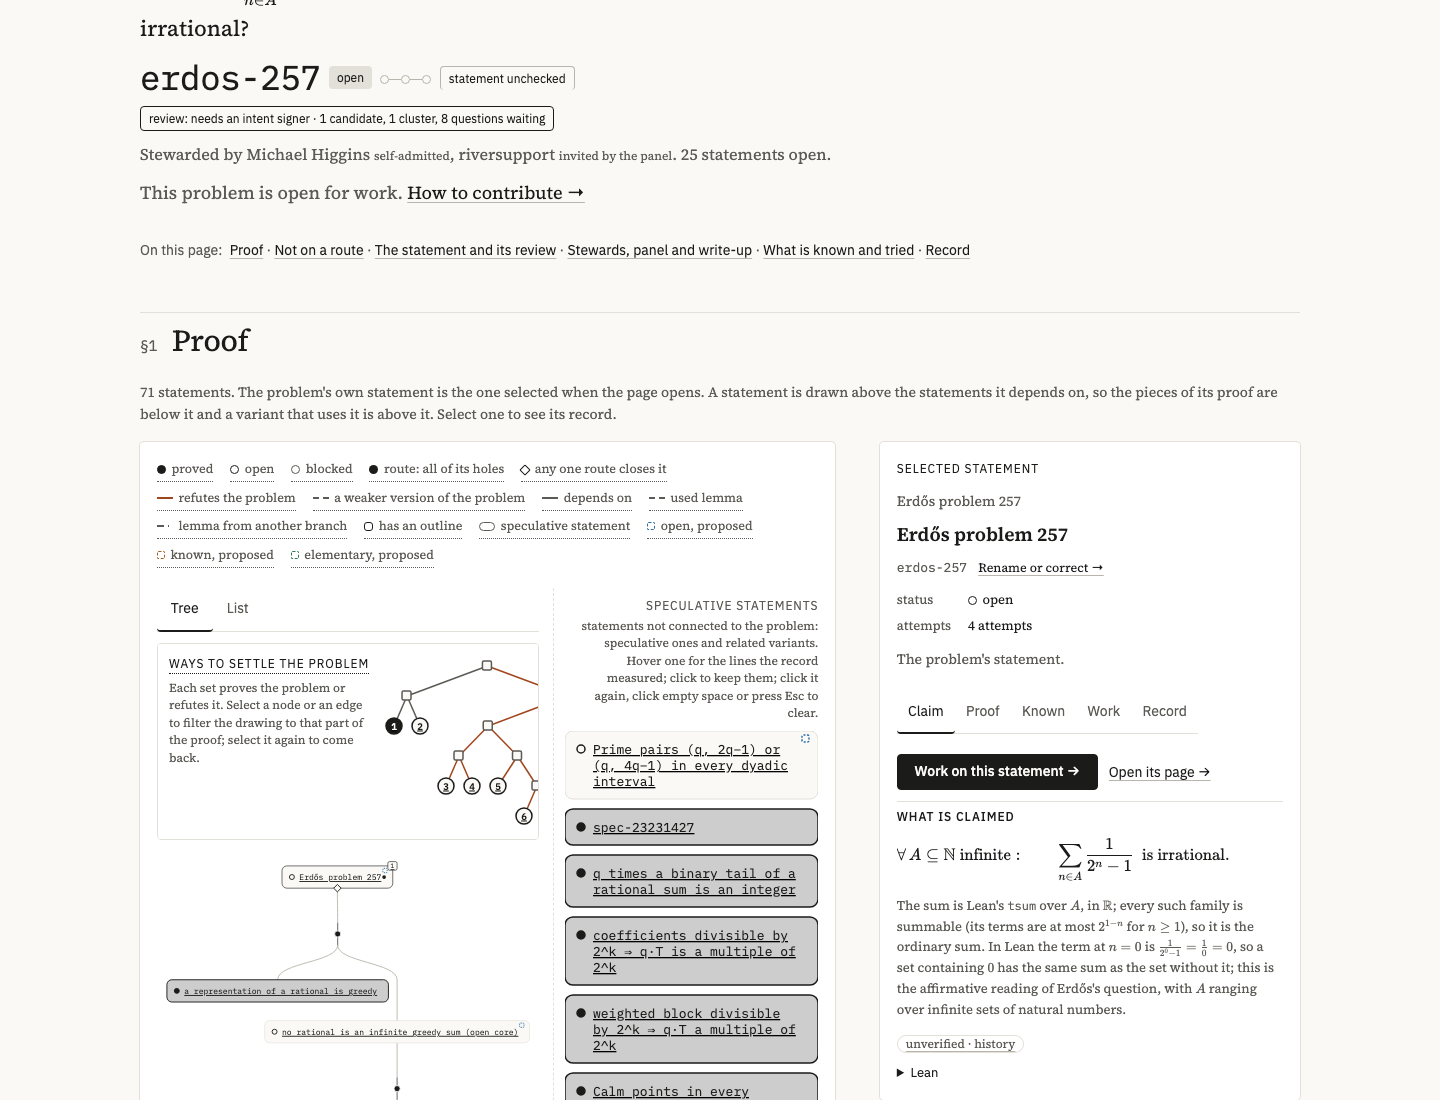 n∈A
irrational?
erdos-257 open statement unchecked
review: needs an intent signer · 1 candidate, 1 cluster, 8 questions waiting
Stewarded by Michael Higgins self-admitted, riversupport invited by the panel. 25 statements open.
This problem is open for work. How to contribute →
On this page: Proof · Not on a route · The statement and its review · Stewards, panel and write-up · What is known and tried · Record
§1 Proof
71 statements. The problem's own statement is the one selected when the page opens. A statement is drawn above the statements it depends on, so the pieces of its proof are
below it and a variant that uses it is above it. Select one to see its record.
proved open blocked route: all of its holes any one route closes it
refutes the problem a weaker version of the problem depends on used lemma
lemma from another branch has an outline speculative statement open, proposed
known, proposed elementary, proposed
Tree List
WAYS TO SETTLE THE PROBLEM
Each set proves the problem or
refutes it. Select a node or an edge
to filter the drawing to that part of
the proof; select it again to come
back.
1 2
3 4 5
6
1
Erdős problem 257
a representation of a rational is greedy
no rational is an infinite greedy sum (open core)
SPECULATIVE STATEMENTS
statements not connected to the problem:
speculative ones and related variants.
Hover one for the lines the record
measured; click to keep them; click it
again, click empty space or press Esc to
clear.
Prime pairs (q, 2q−1) or
(q, 4q−1) in every dyadic
interval
spec-23231427
q times a binary tail of a
rational sum is an integer
coefficients divisible by
2^k ⇒ q·T is a multiple of
2^k
weighted block divisible
by 2^k ⇒ q·T a multiple of
2^k
Calm points in every
SELECTED STATEMENT
Erdős problem 257
Erdős problem 257
erdos-257 Rename or correct →
status open
attempts 4 attempts
The problem's statement.
Claim Proof Known Work Record
Work on this statement → Open its page →
WHAT IS CLAIMED
∀ A ⊆ ℕ infinite : ∑_{n∈A} 1/(2ⁿ − 1) is irrational.
The sum is Lean's tsum over A, in ℝ; every such family is
summable (its terms are at most 2^{1−n} for n ≥ 1), so it is the
ordinary sum. In Lean the term at n = 0 is 1/(2⁰−1) = 1/0 = 0, so a
set containing 0 has the same sum as the set without it; this is
the affirmative reading of Erdős's question, with A ranging
over infinite sets of natural numbers.
unverified · history
Lean